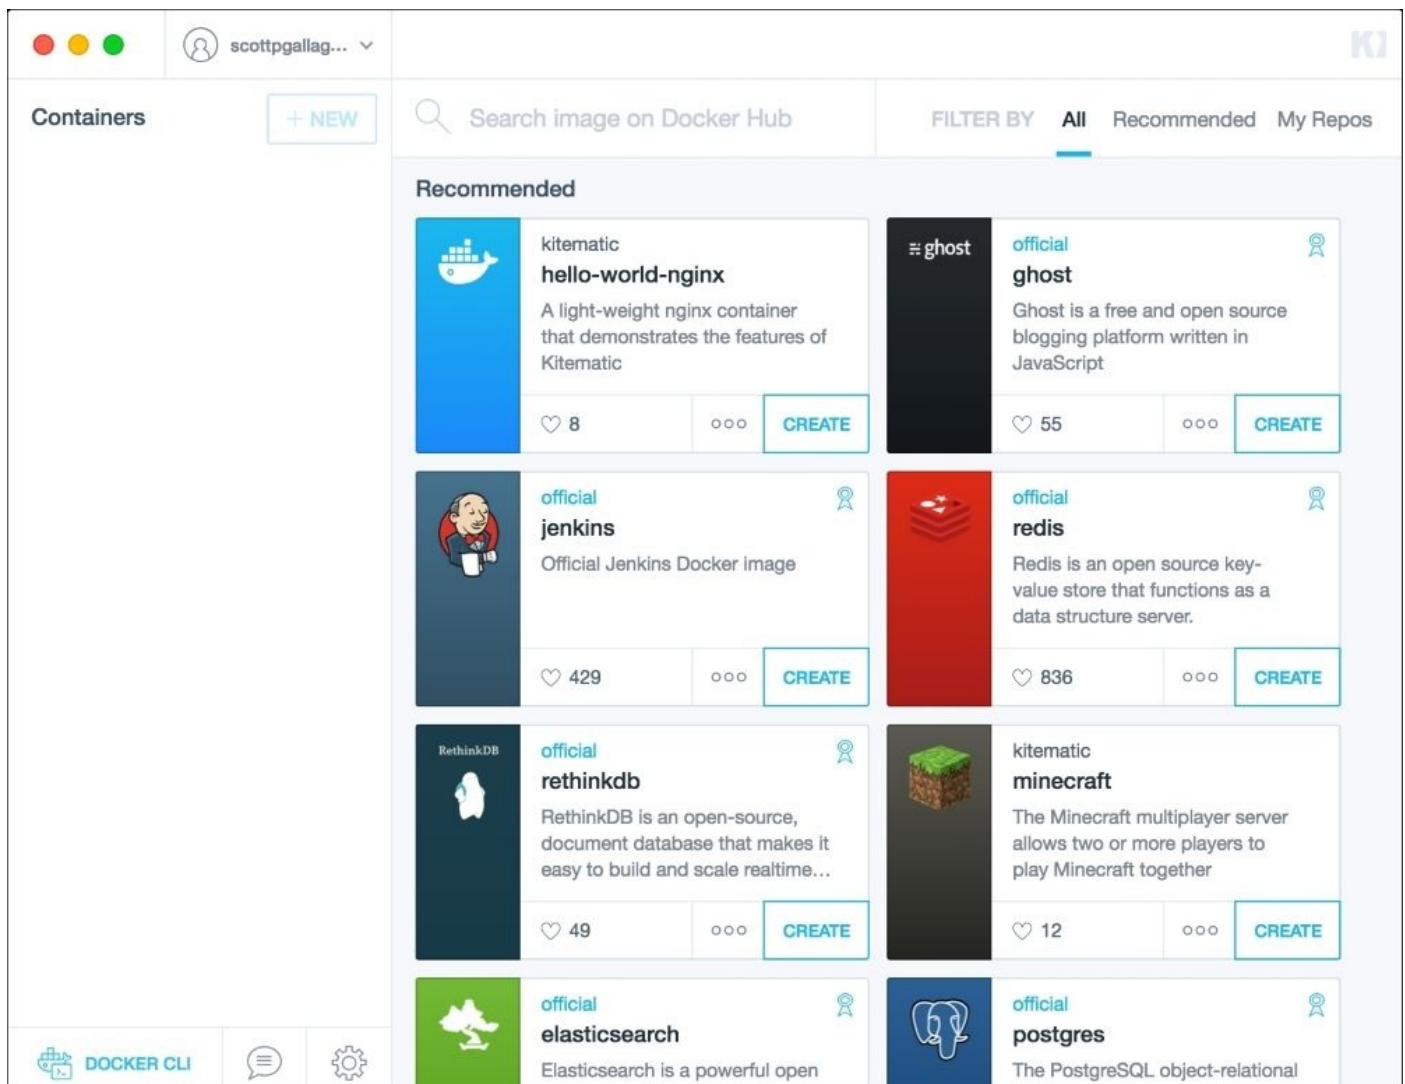 scottpgallag...
Containers
+ NEW
Search image on Docker Hub
FILTER BY All Recommended My Repos
Recommended
kitematic
hello-world-nginx
A light-weight nginx container
that demonstrates the features of
Kitematic
8
CREATE
ghost
official
ghost
Ghost is a free and open source
blogging platform written in
JavaScript
55
CREATE
official
jenkins
Official Jenkins Docker image
429
CREATE
official
redis
Redis is an open source key-
value store that functions as a
data structure server.
836
CREATE
RethinkDB
official
rethinkdb
RethinkDB is an open-source,
document database that makes it
easy to build and scale realtime...
49
CREATE
kitematic
minecraft
The Minecraft multiplayer server
allows two or more players to
play Minecraft together
12
CREATE
official
elasticsearch
Elasticsearch is a powerful open
official
postgres
The PostgreSQL object-relational
DOCKER CLI